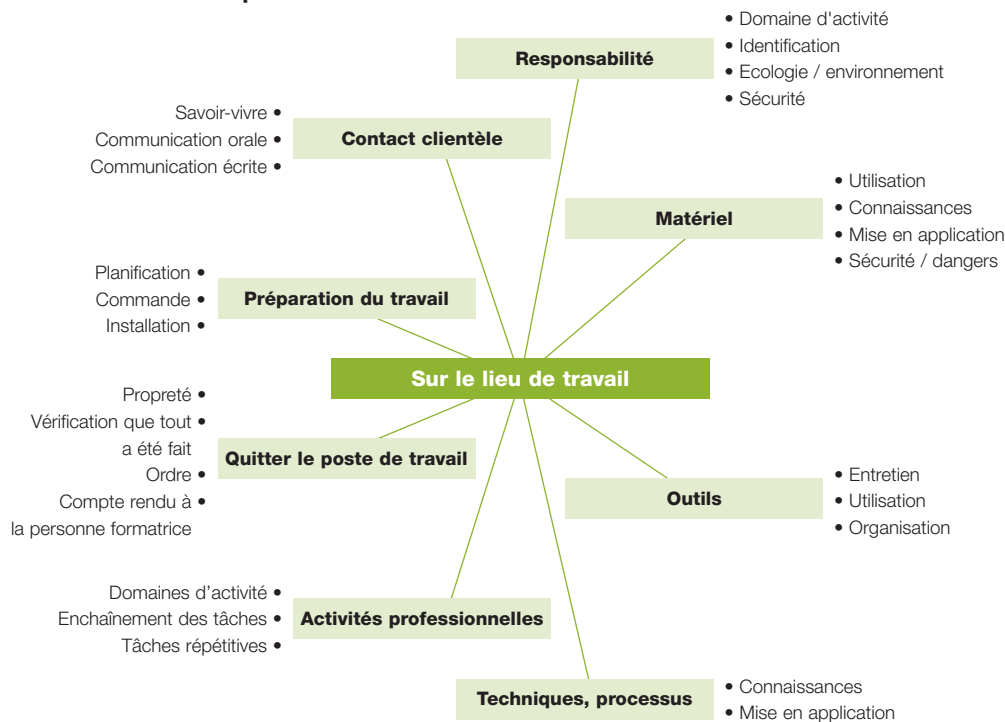 Responsabilité
• Domaine d'activité
• Identification
• Ecologie / environnement
• Sécurité
Savoir-vivre •
Communication orale •
Communication écrite •
Contact clientèle
Matériel
• Utilisation
• Connaissances
• Mise en application
• Sécurité / dangers
Planification •
Commande •
Installation •
Préparation du travail
Sur le lieu de travail
Propreté •
Vérification que tout •
a été fait
Ordre •
Compte rendu à •
la personne formatrice
Quitter le poste de travail
Outils
• Entretien
• Utilisation
• Organisation
Domaines d’activité •
Enchaînement des tâches •
Tâches répétitives •
Activités professionnelles
Techniques, processus
• Connaissances
• Mise en application